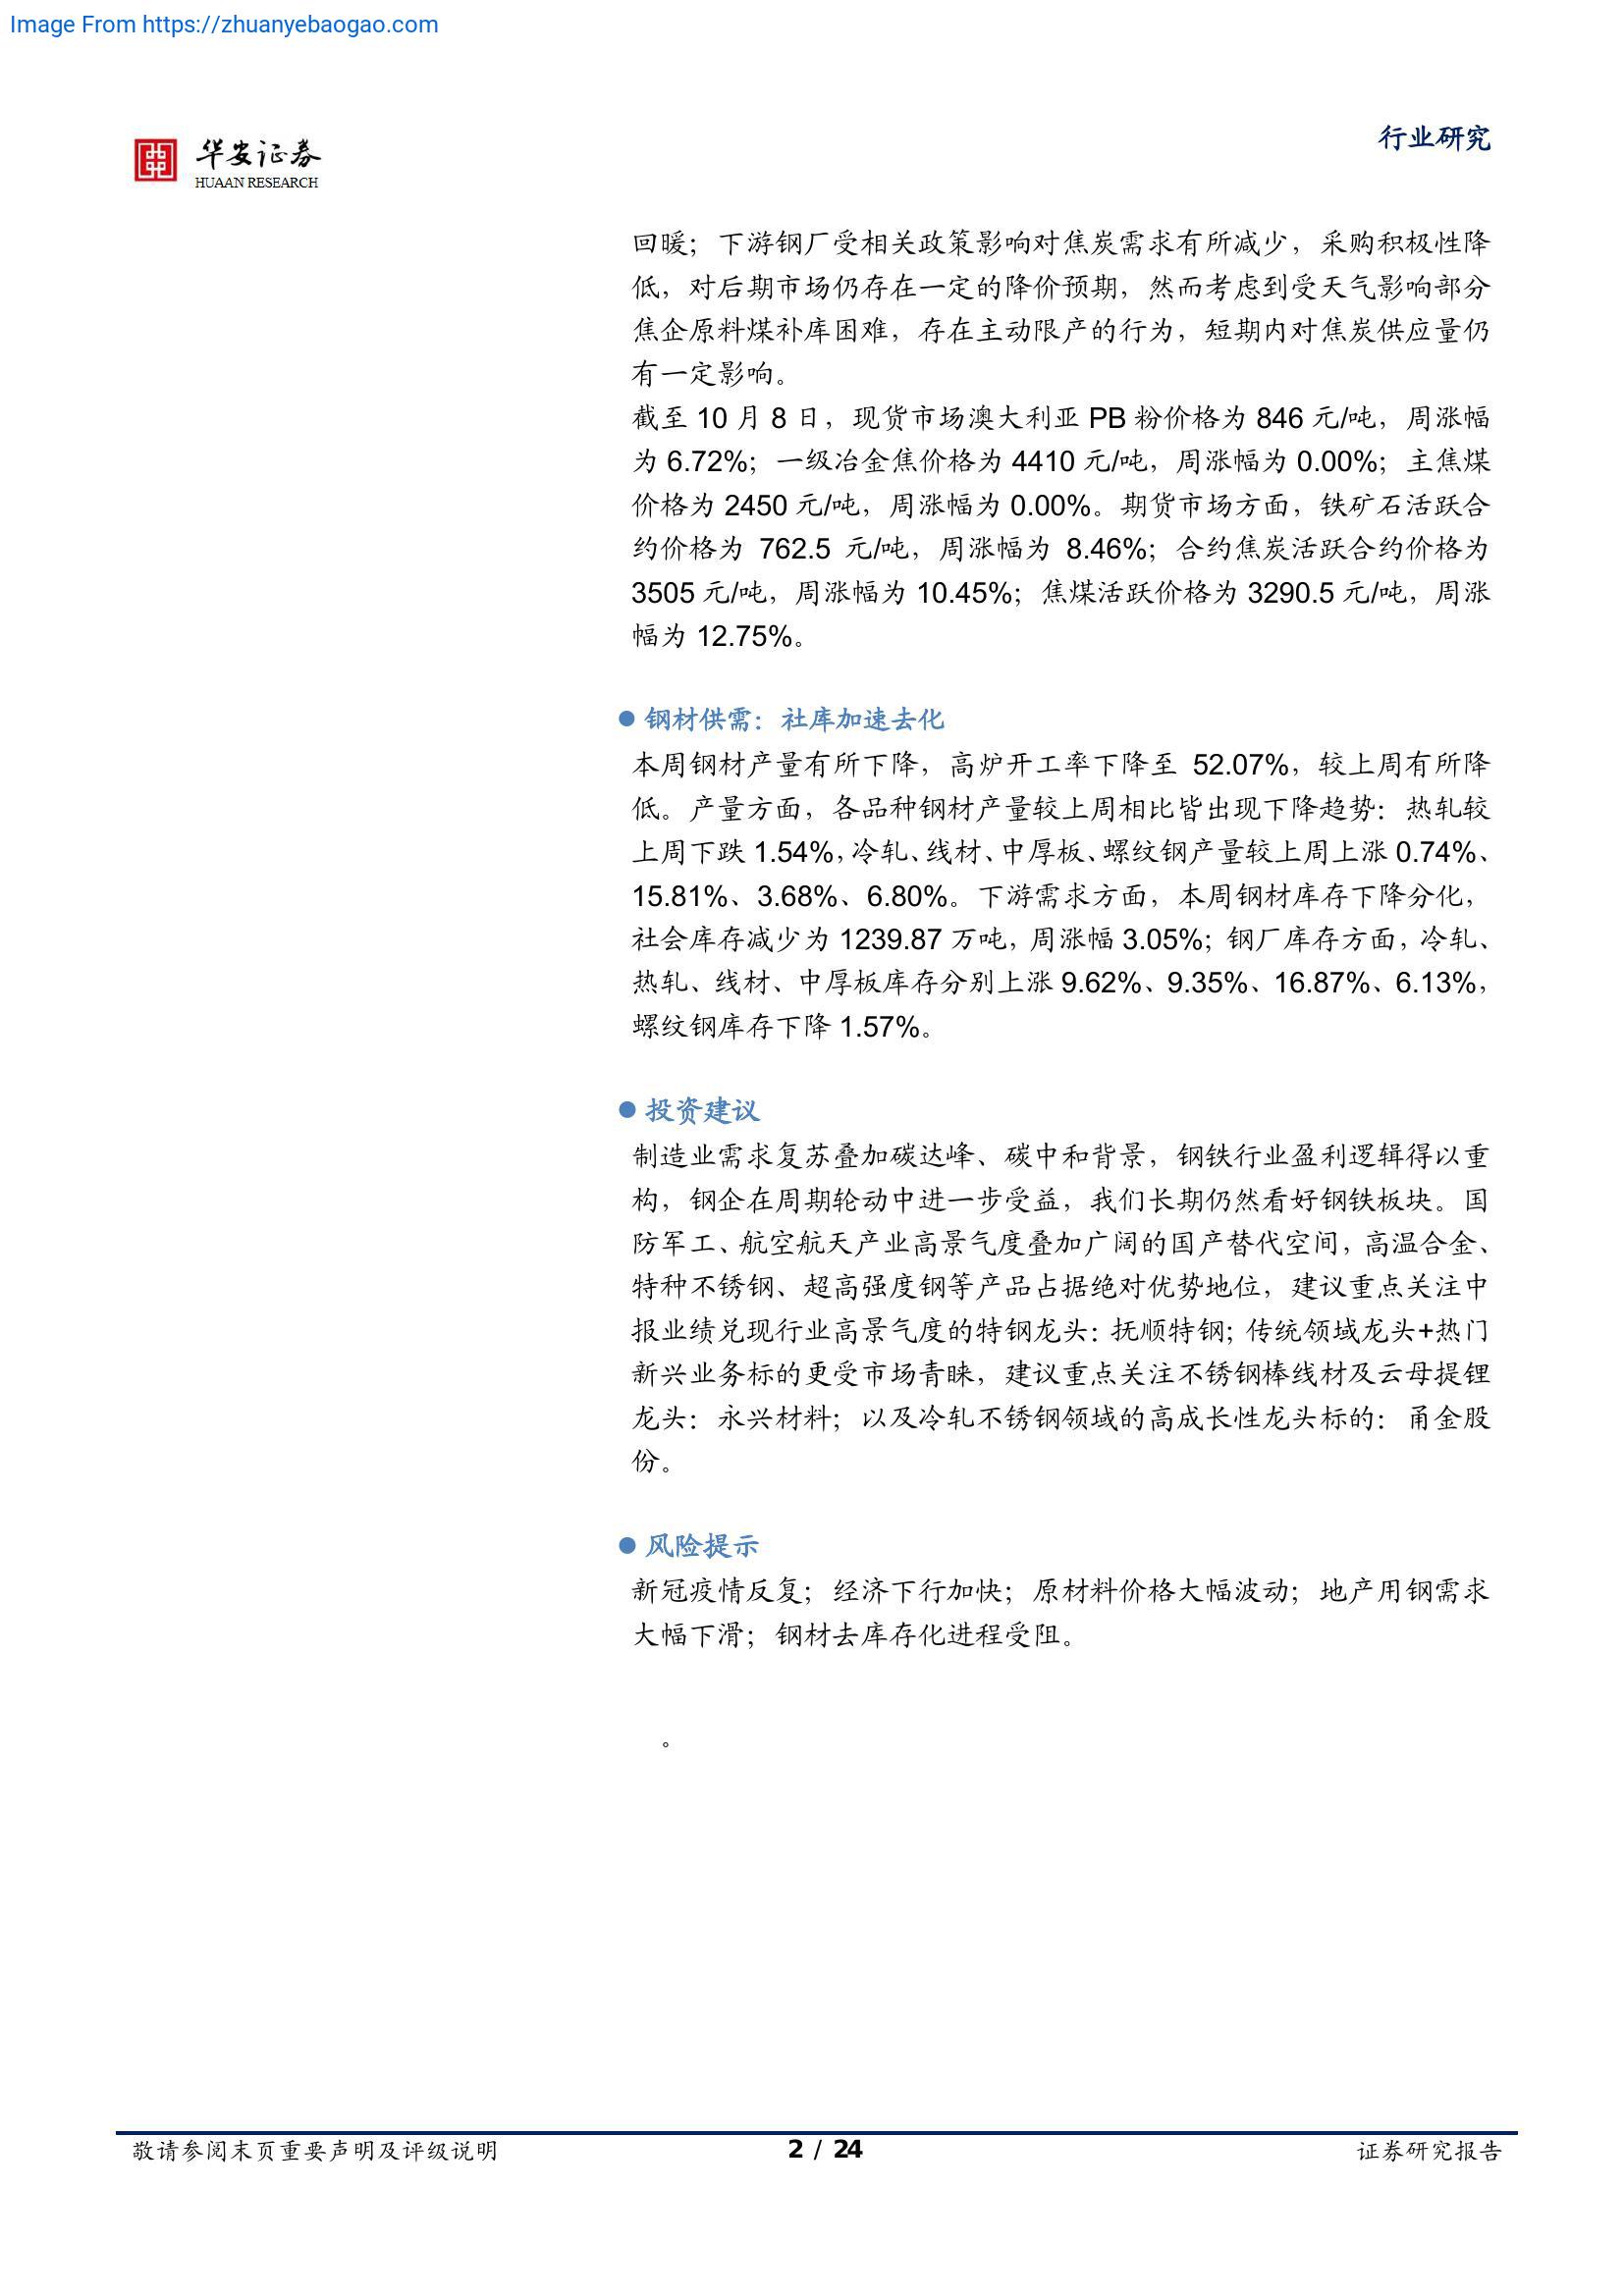 Image From https://zhuanyebaogao.com
华安证券
HUAAN RESEARCH
行业研究
回暖；下游钢厂受相关政策影响对焦炭需求有所减少，采购积极性降
低，对后期市场仍存在一定的降价预期，然而考虑到受天气影响部分
焦企原料煤补库困难，存在主动限产的行为，短期内对焦炭供应量仍
有一定影响。
截至 10 月 8 日，现货市场澳大利亚 PB 粉价格为 846 元/吨，周涨幅
为 6.72%；一级冶金焦价格为 4410 元/吨，周涨幅为 0.00%；主焦煤
价格为 2450 元/吨，周涨幅为 0.00%。期货市场方面，铁矿石活跃合
约价格为 762.5 元/吨，周涨幅为 8.46%；合约焦炭活跃合约价格为
3505 元/吨，周涨幅为 10.45%；焦煤活跃价格为 3290.5 元/吨，周涨
幅为 12.75%。
● 钢材供需：社库加速去化
本周钢材产量有所下降，高炉开工率下降至 52.07%，较上周有所降
低。产量方面，各品种钢材产量较上周相比皆出现下降趋势：热轧较
上周下跌 1.54%，冷轧、线材、中厚板、螺纹钢产量较上周上涨 0.74%、
15.81%、3.68%、6.80%。下游需求方面，本周钢材库存下降分化，
社会库存减少为 1239.87 万吨，周涨幅 3.05%；钢厂库存方面，冷轧、
热轧、线材、中厚板库存分别上涨 9.62%、9.35%、16.87%、6.13%，
螺纹钢库存下降 1.57%。
● 投资建议
制造业需求复苏叠加碳达峰、碳中和背景，钢铁行业盈利逻辑得以重
构，钢企在周期轮动中进一步受益，我们长期仍然看好钢铁板块。国
防军工、航空航天产业高景气度叠加广阔的国产替代空间，高温合金、
特种不锈钢、超高强度钢等产品占据绝对优势地位，建议重点关注中
报业绩兑现行业高景气度的特钢龙头：抚顺特钢；传统领域龙头+热门
新兴业务标的更受市场青睐，建议重点关注不锈钢棒线材及云母提锂
龙头：永兴材料；以及冷轧不锈钢领域的高成长性龙头标的：甬金股
份。
● 风险提示
新冠疫情反复；经济下行加快；原材料价格大幅波动；地产用钢需求
大幅下滑；钢材去库存化进程受阻。
。
敬请参阅末页重要声明及评级说明
2 / 24
证券研究报告